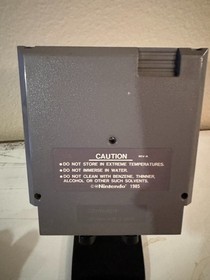 CAUTION
•DO NOT STORE IN EXTREME TEMPERATURES.
•DO NOT IMMERSE IN WATER.
•DO NOT CLEAN WITH BENZENE, THINNER,
ALCOHOL OR OTHER SUCH SOLVENTS.
©®Nintendo 1985